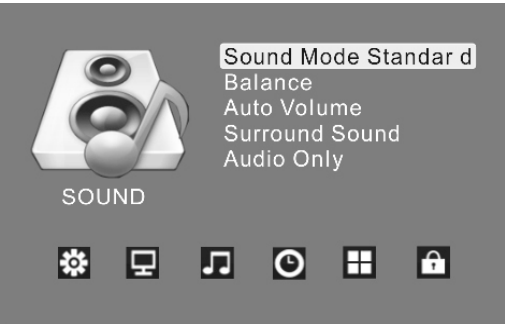 Sound Mode Standar d
Balance
Auto Volume
Surround Sound
Audio Only
SOUND